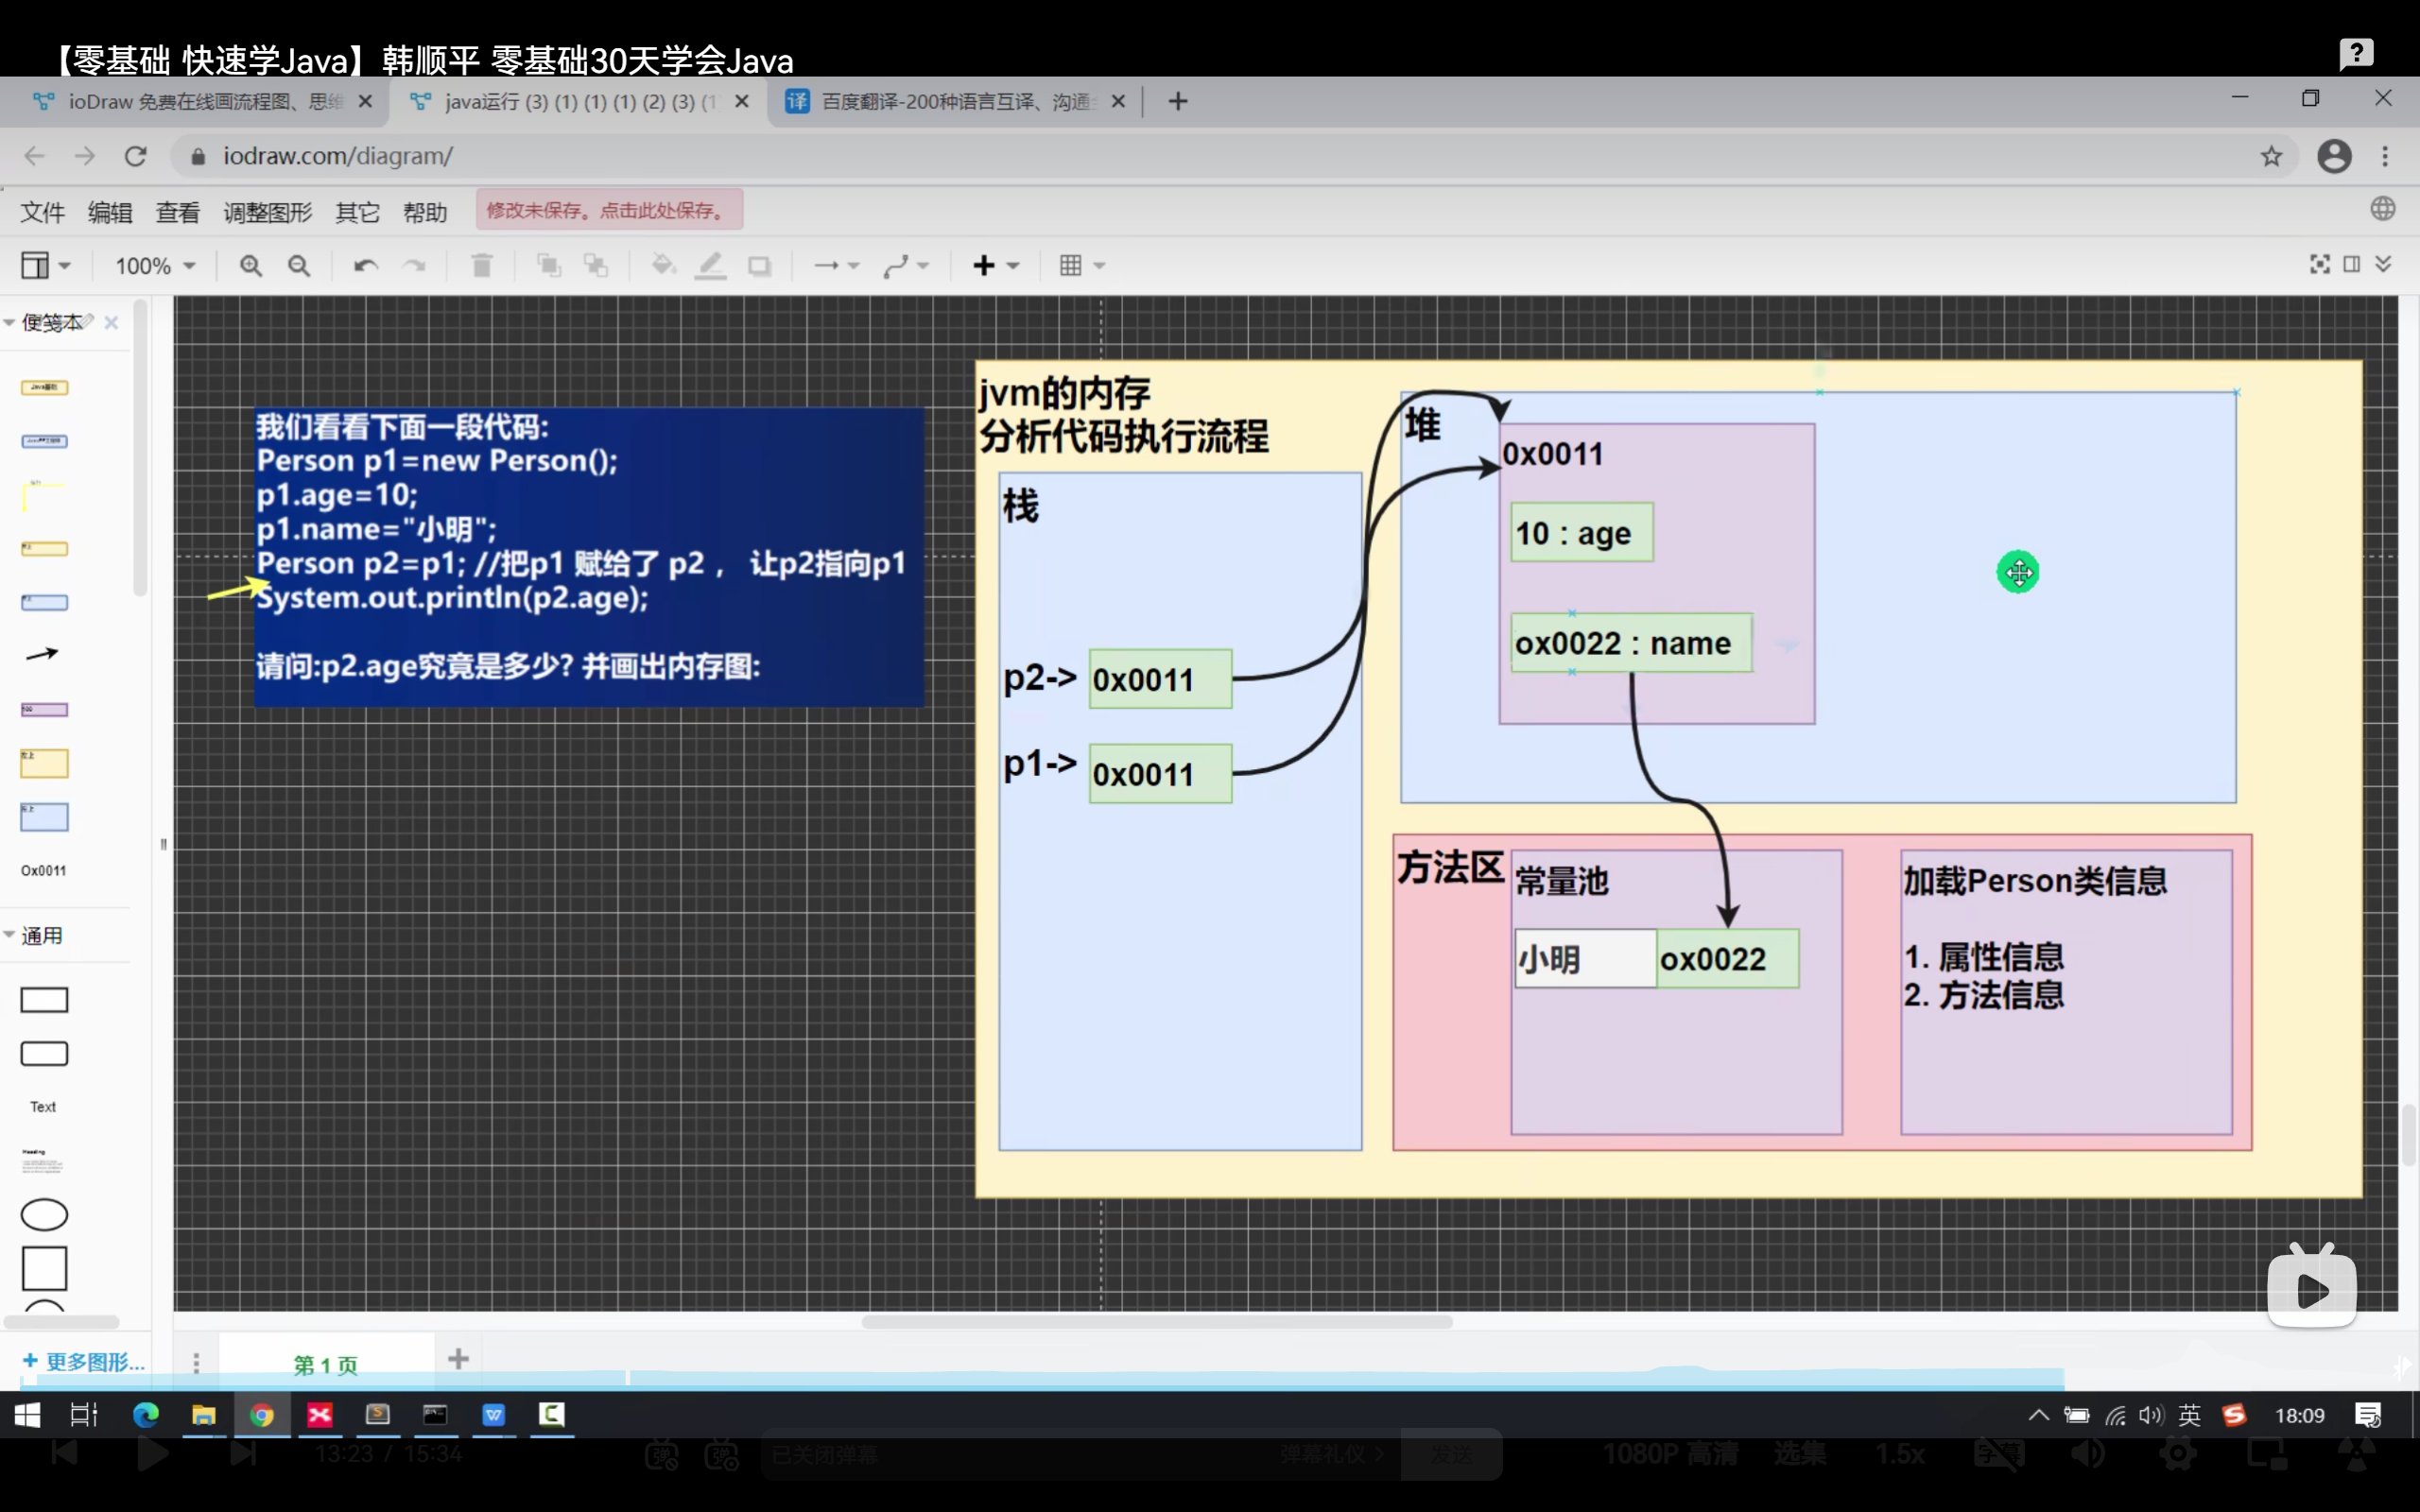 【零基础 快速学Java】韩顺平 零基础30天学会Java
ioDraw 免费在线画流程图、思维
java运行 (3) (1) (1) (1) (2) (3) (1
百度翻译-200种语言互译、沟通
iodraw.com/diagram/
文件 编辑 查看 调整图形 其它 帮助 修改未保存。点击此处保存。
100%
便笺本
Ox0011
通用
Text
Heading
更多图形...
第 1 页
我们看看下面一段代码:
Person p1=new Person();
p1.age=10;
p1.name="小明";
Person p2=p1; //把p1 赋给了 p2 ， 让p2指向p1
System.out.println(p2.age);
请问:p2.age究竟是多少? 并画出内存图:
jvm的内存
分析代码执行流程
栈
p2-> 0x0011
p1-> 0x0011
堆
0x0011
10 : age
ox0022 : name
方法区
常量池
小明 ox0022
加载Person类信息
1. 属性信息
2. 方法信息
英
18:09
13:23 / 15:34
已关闭弹幕
弹幕礼仪 >
发送
1080P 高清
选集
1.5x
字幕